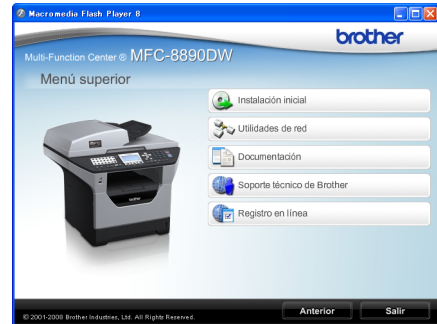 Macromedia Flash Player 8
brother
Multi-Function Center ® MFC-8890DW
Menú superior
Instalación inicial
Utilidades de red
Documentación
Soporte técnico de Brother
Registro en línea
© 2001-2008 Brother Industries, Ltd. All Rights Reserved.
Anterior
Salir